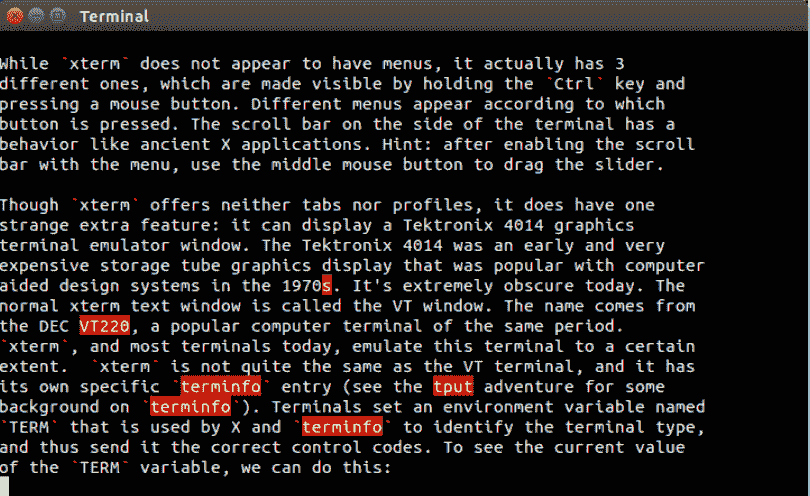 Terminal
While `xterm` does not appear to have menus, it actually has 3
different ones, which are made visible by holding the `Ctrl` key and
pressing a mouse button. Different menus appear according to which
button is pressed. The scroll bar on the side of the terminal has a
behavior like ancient X applications. Hint: after enabling the scroll
bar with the menu, use the middle mouse button to drag the slider.
Though `xterm` offers neither tabs nor profiles, it does have one
strange extra feature: it can display a Tektronix 4014 graphics
terminal emulator window. The Tektronix 4014 was an early and very
expensive storage tube graphics display that was popular with computer
aided design systems in the 1970s. It's extremely obscure today. The
normal xterm text window is called the VT window. The name comes from
the DEC VT220, a popular computer terminal of the same period.
`xterm`, and most terminals today, emulate this terminal to a certain
extent.  `xterm` is not quite the same as the VT terminal, and it has
its own specific `terminfo` entry (see the tput adventure for some
background on `terminfo`). Terminals set an environment variable named
`TERM` that is used by X and `terminfo` to identify the terminal type,
and thus send it the correct control codes. To see the current value
of the `TERM` variable, we can do this: